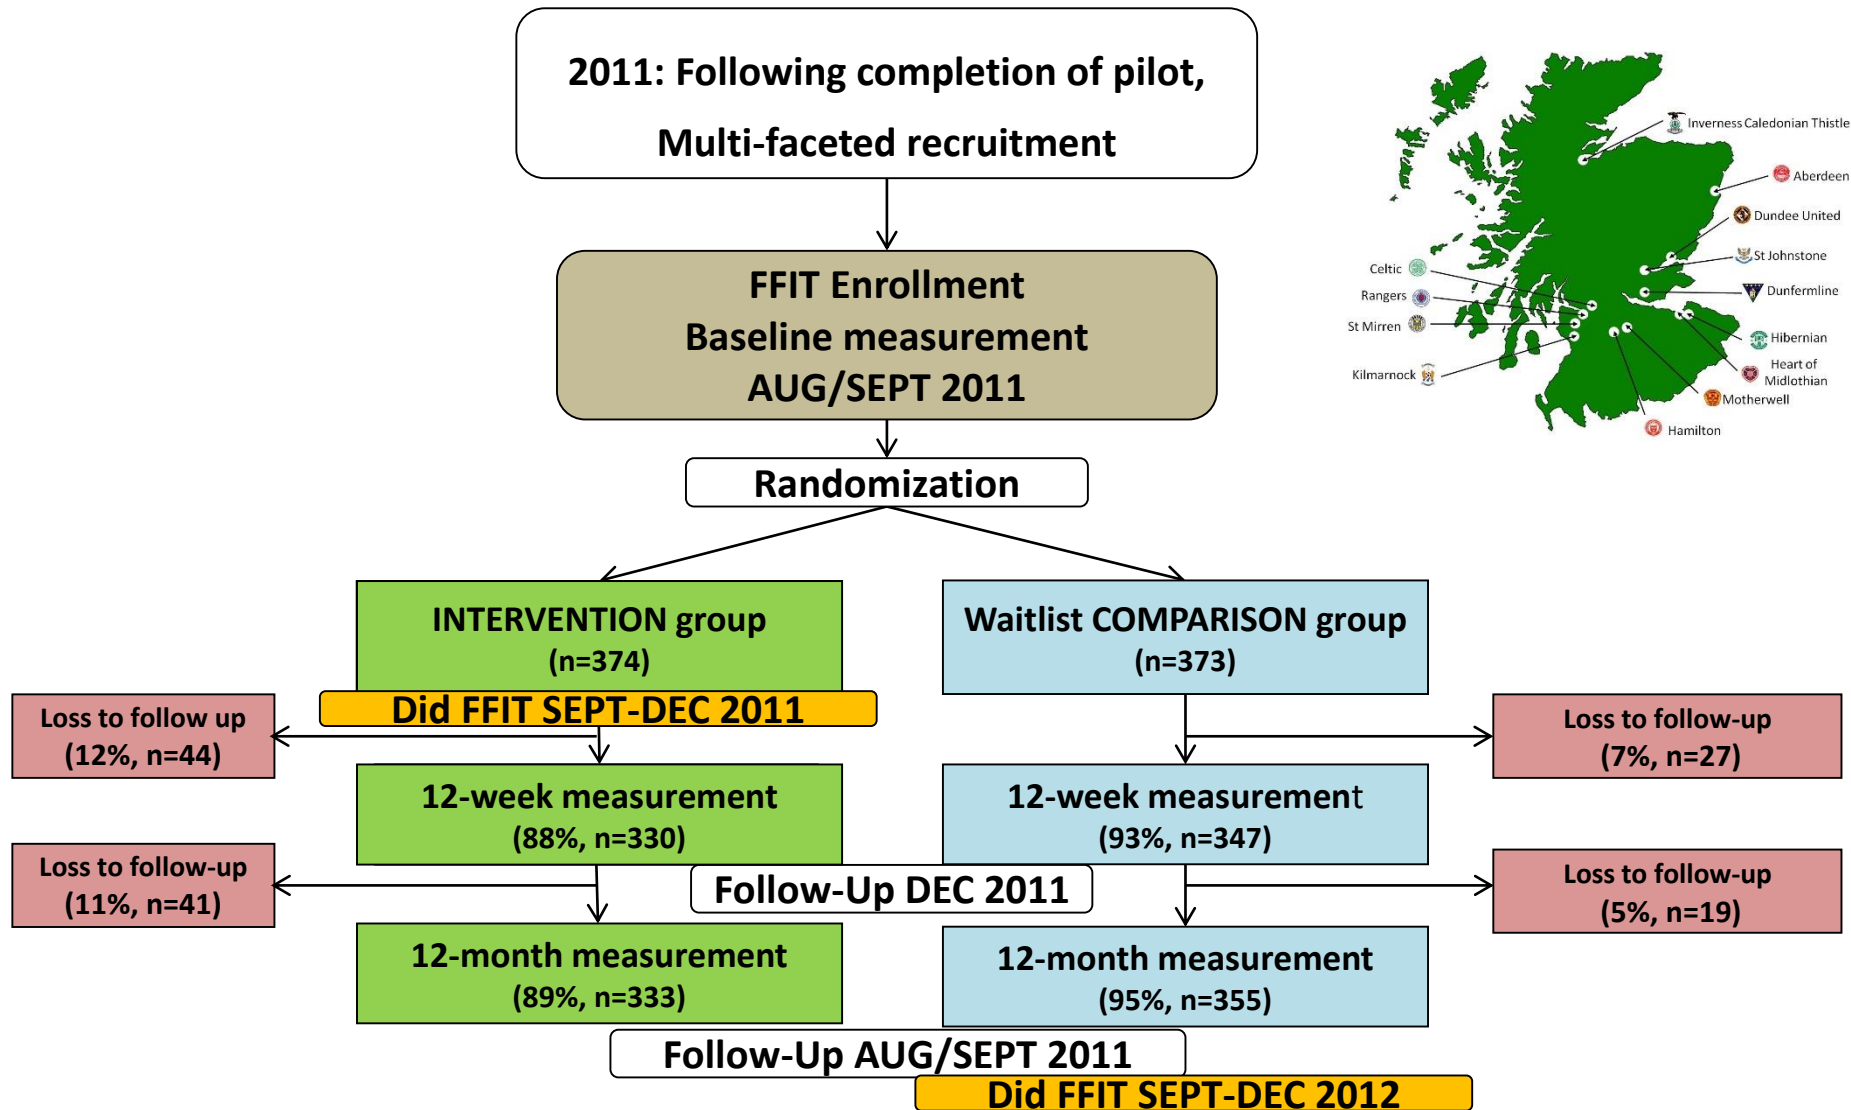 2011: Following completion of pilot,
Multi-faceted recruitment
Inverness Caledonian Thistle
Aberdeen
Dundee United
St Johnstone
Dunfermline
Hibernian
Heart of
Midlothian
Motherwell
Hamilton
Celtic
Rangers
St Mirren
Kilmarnock
FFIT Enrollment
Baseline measurement
AUG/SEPT 2011
Randomization
INTERVENTION group
(n=374)
Did FFIT SEPT-DEC 2011
Waitlist COMPARISON group
(n=373)
Loss to follow up
(12%, n=44)
Loss to follow-up
(7%, n=27)
12-week measurement
(88%, n=330)
12-week measurement
(93%, n=347)
Loss to follow-up
(11%, n=41)
Follow-Up DEC 2011
Loss to follow-up
(5%, n=19)
12-month measurement
(89%, n=333)
12-month measurement
(95%, n=355)
Follow-Up AUG/SEPT 2011
Did FFIT SEPT-DEC 2012